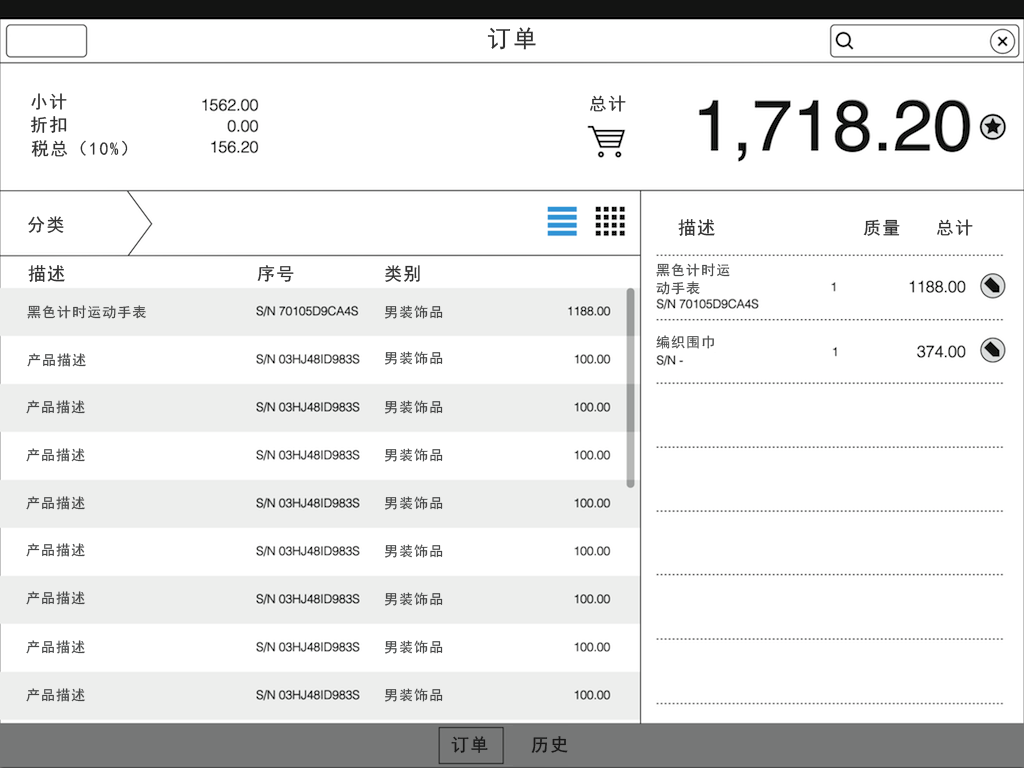 订单
小计 1562.00
折扣 0.00
税总（10%） 156.20
总计
1,718.20
分类
描述 序号 类别
黑色计时运动手表 S/N 70105D9CA4S 男装饰品 1188.00
产品描述 S/N 03HJ48ID983S 男装饰品 100.00
产品描述 S/N 03HJ48ID983S 男装饰品 100.00
产品描述 S/N 03HJ48ID983S 男装饰品 100.00
产品描述 S/N 03HJ48ID983S 男装饰品 100.00
产品描述 S/N 03HJ48ID983S 男装饰品 100.00
产品描述 S/N 03HJ48ID983S 男装饰品 100.00
产品描述 S/N 03HJ48ID983S 男装饰品 100.00
产品描述 S/N 03HJ48ID983S 男装饰品 100.00
描述 质量 总计
黑色计时运
动手表 1 1188.00
S/N 70105D9CA4S
编织围巾 1 374.00
S/N -
订单 历史